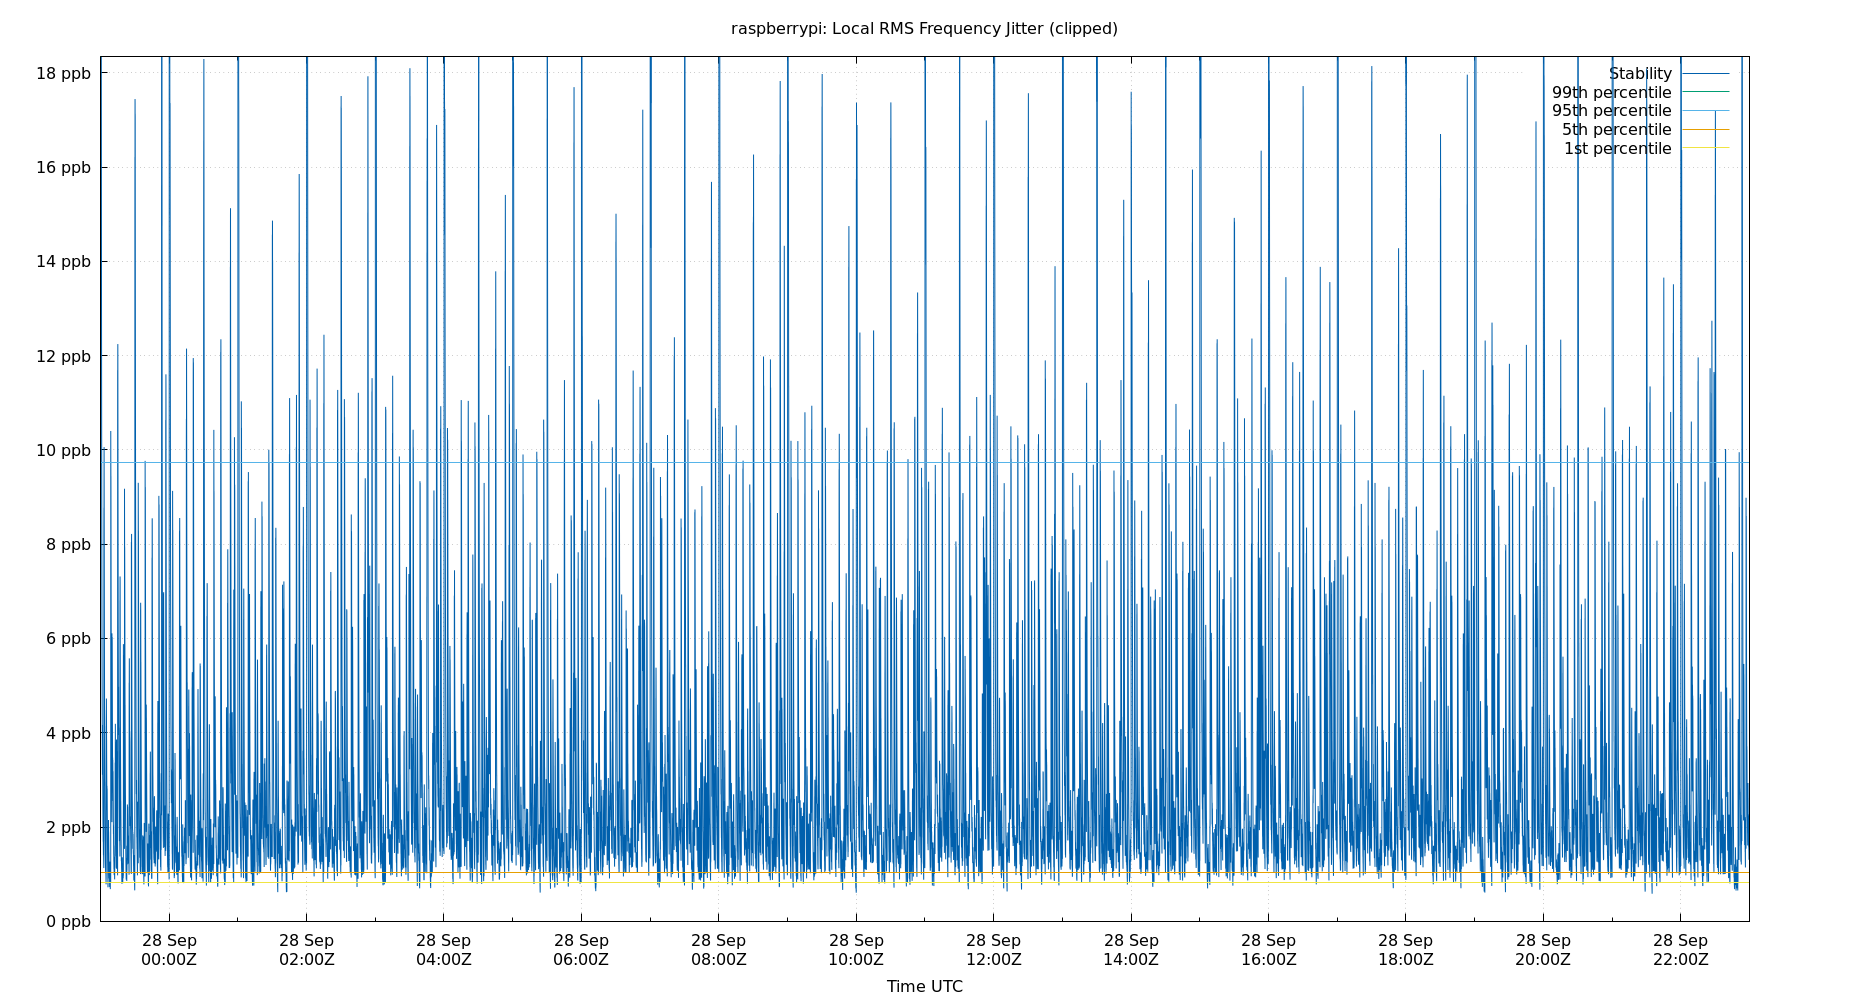 raspberrypi: Local RMS Frequency Jitter (clipped)
18 ppb
16 ppb
14 ppb
12 ppb
10 ppb
8 ppb
6 ppb
4 ppb
2 ppb
0 ppb
Stability
99th percentile
95th percentile
5th percentile
1st percentile
28 Sep 28 Sep 28 Sep 28 Sep 28 Sep 28 Sep 28 Sep 28 Sep 28 Sep 28 Sep 28 Sep 28 Sep
00:00Z 02:00Z 04:00Z 06:00Z 08:00Z 10:00Z 12:00Z 14:00Z 16:00Z 18:00Z 20:00Z 22:00Z
Time UTC